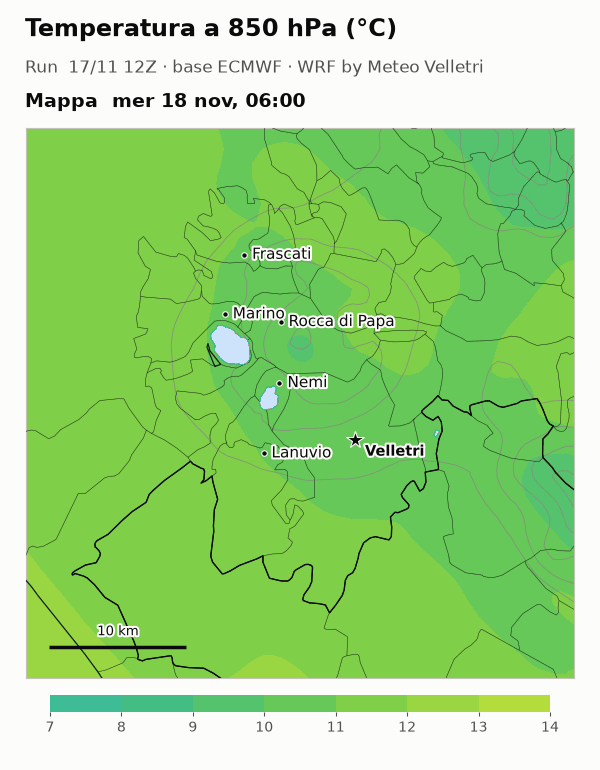 Temperatura a 850 hPa (°C)
Run  17/11 12Z · base ECMWF · WRF by Meteo Velletri
Mappa  mer 18 nov, 06:00
Frascati
Marino
Rocca di Papa
Nemi
Velletri
Lanuvio
10 km
7 8 9 10 11 12 13 14